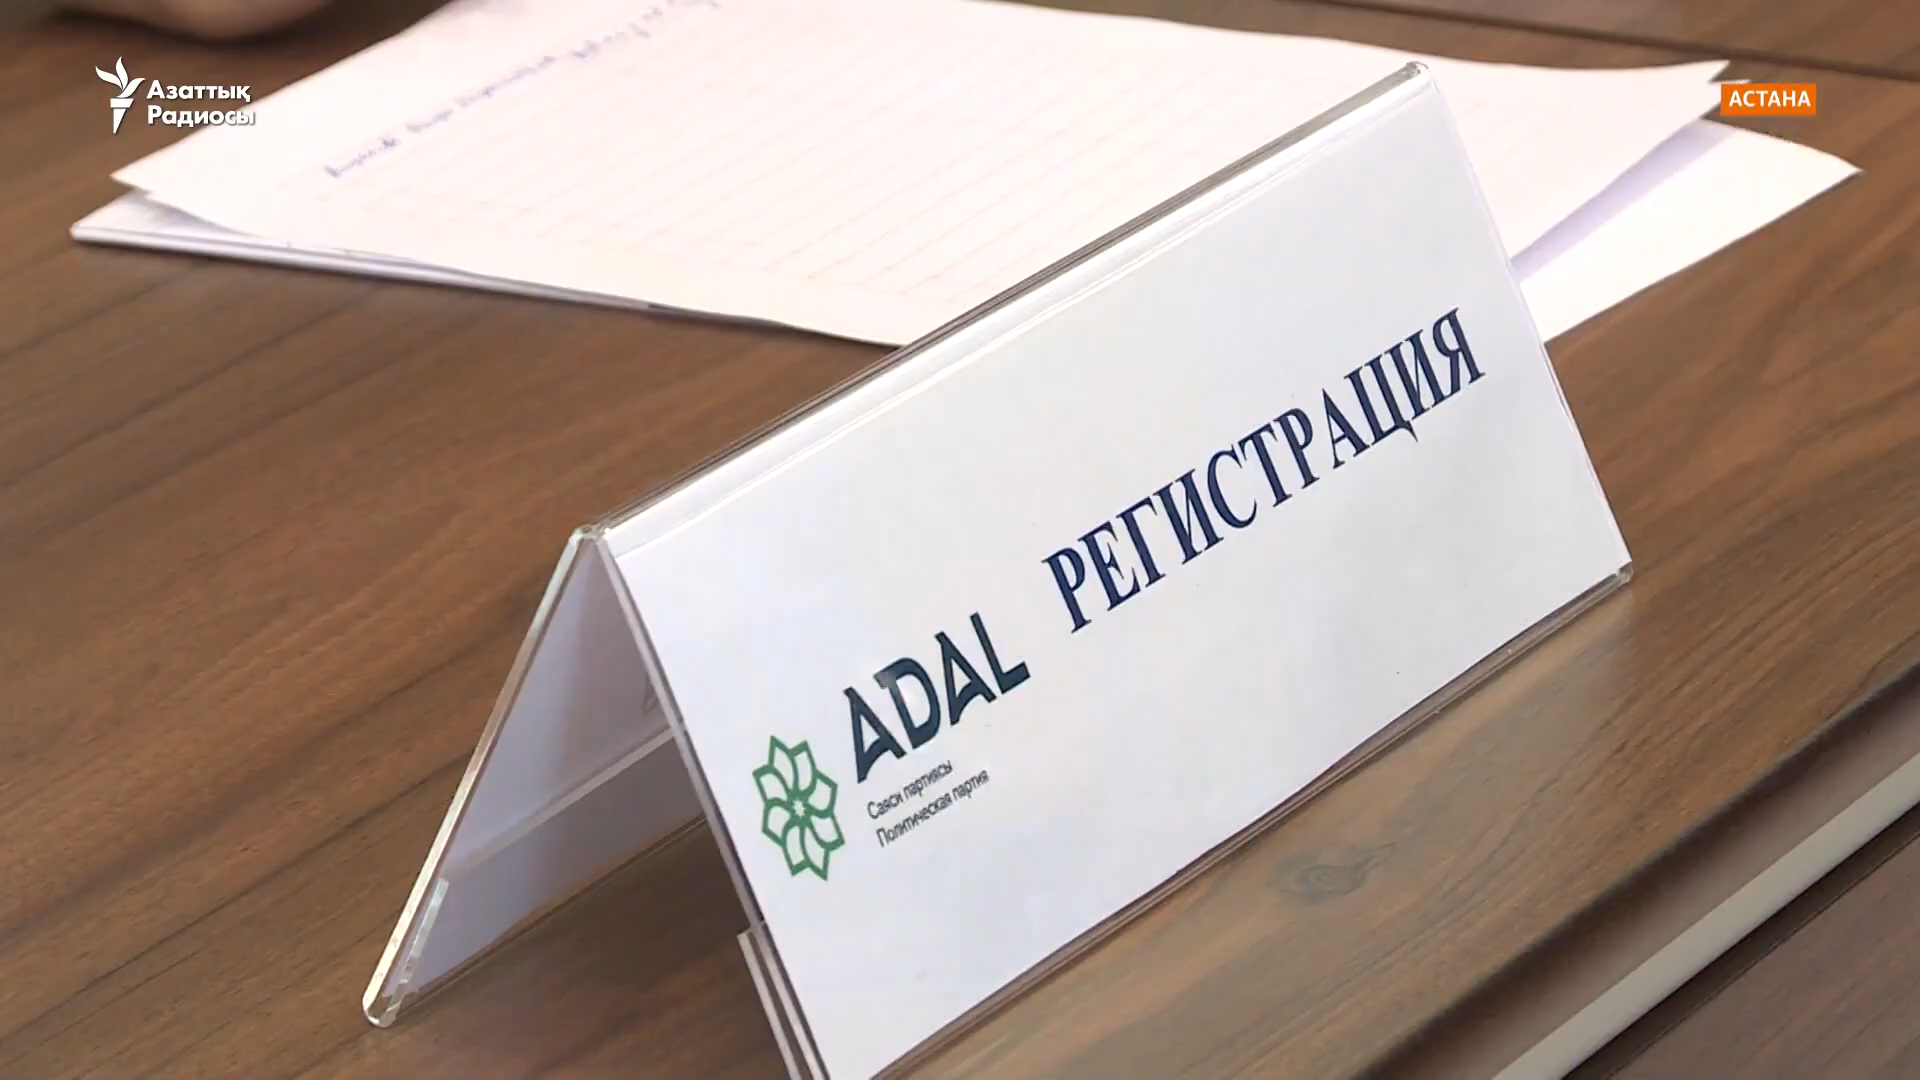 Азаттық
Радиосы
АСТАНА
РЕГИСТРАЦИЯ
ADAL
Саяси партиясы
Политическая партия